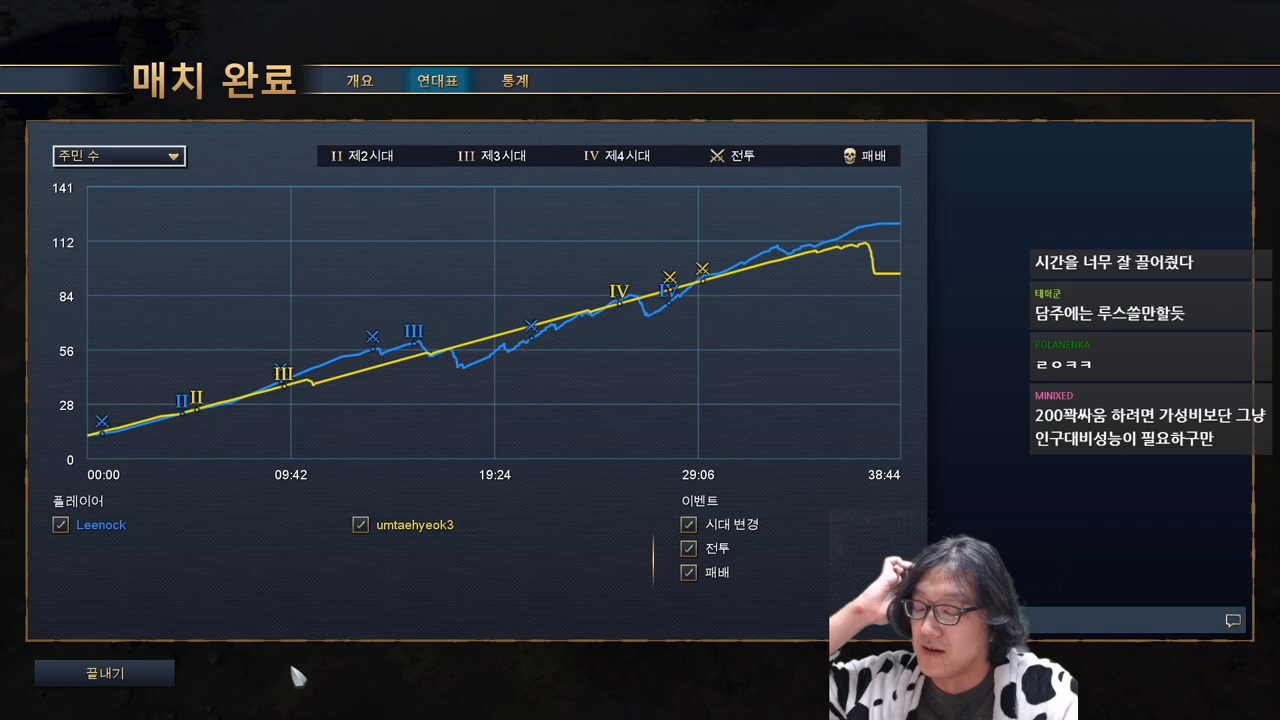 매치 완료
개요
연대표
통계
주민 수
II 제2시대
III 제3시대
IV 제4시대
전투
패배
141
112
84
56
28
0
IV
IV
III
III
II II
00:00
09:42
19:24
29:06
38:44
플레이어
Leenock
umtaehyeok3
이벤트
시대 변경
전투
패배
끝내기
시간을 너무 잘 끌어줬다
태혁군
담주에는 루스쓸만할듯
POLANENKA
ㄹㅇㅋㅋ
MINIXED
200꽉싸움 하려면 가성비보단 그냥
인구대비성능이 필요하구만